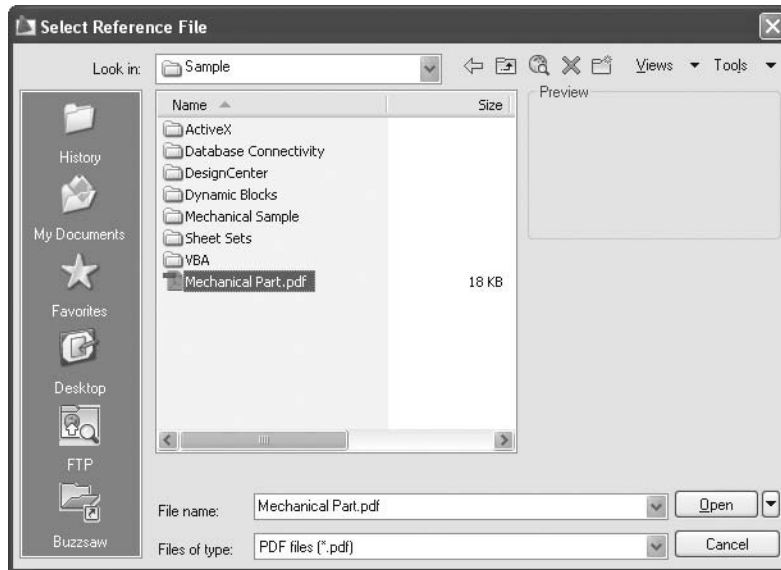 Select Reference File
Look in: Sample Views Tools
Name Size Preview
ActiveX
Database Connectivity
DesignCenter
Dynamic Blocks
Mechanical Sample
Sheet Sets
VBA
Mechanical Part.pdf 18 KB
History
My Documents
Favorites
Desktop
FTP
Buzzsaw
File name: Mechanical Part.pdf Open
Files of type: PDF files (*.pdf) Cancel